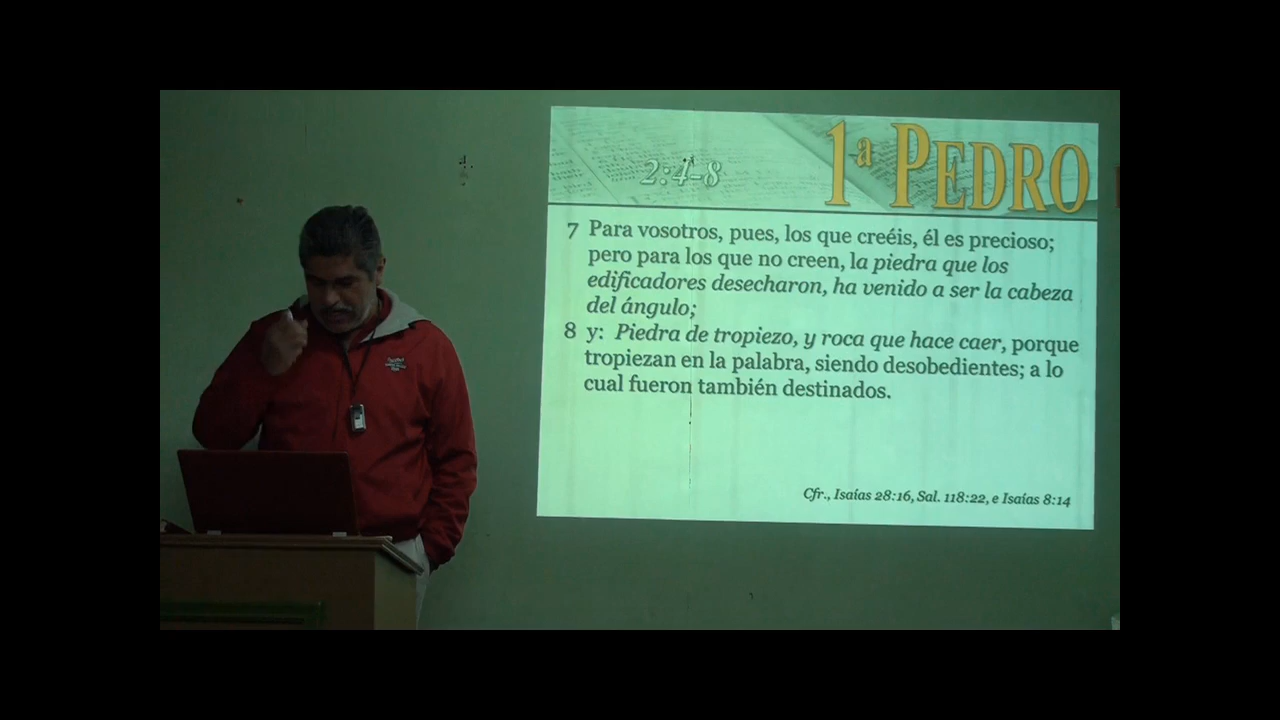 1ª PEDRO
2:4-8
7 Para vosotros, pues, los que creéis, él es precioso;
pero para los que no creen, la piedra que los
edificadores desecharon, ha venido a ser la cabeza
del ángulo;
8 y: Piedra de tropiezo, y roca que hace caer, porque
tropiezan en la palabra, siendo desobedientes; a lo
cual fueron también destinados.
Cfr., Isaías 28:16, Sal. 118:22, e Isaías 8:14